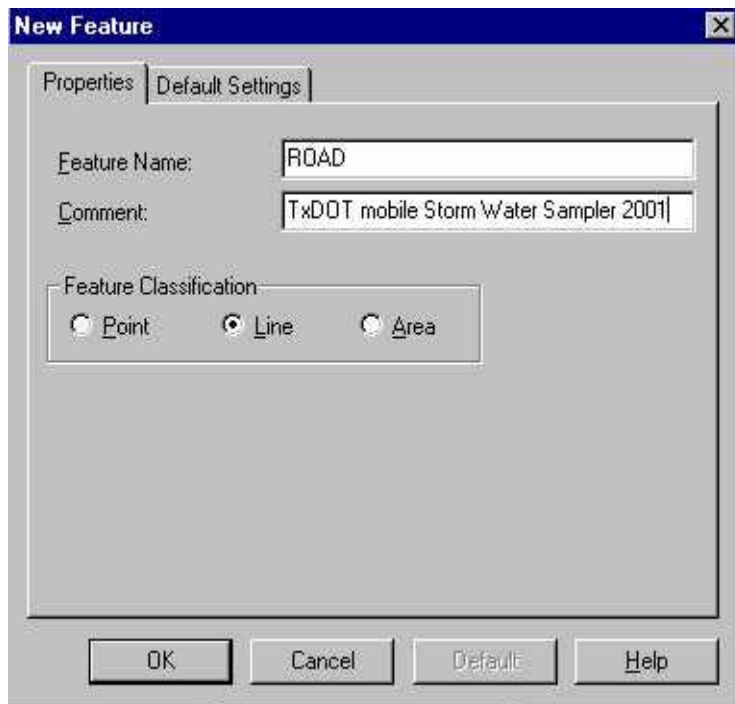 New Feature
Properties Default Settings
Feature Name: ROAD
Comment: TxDOT mobile Storm Water Sampler 2001
Feature Classification
Point Line Area
OK Cancel Default Help